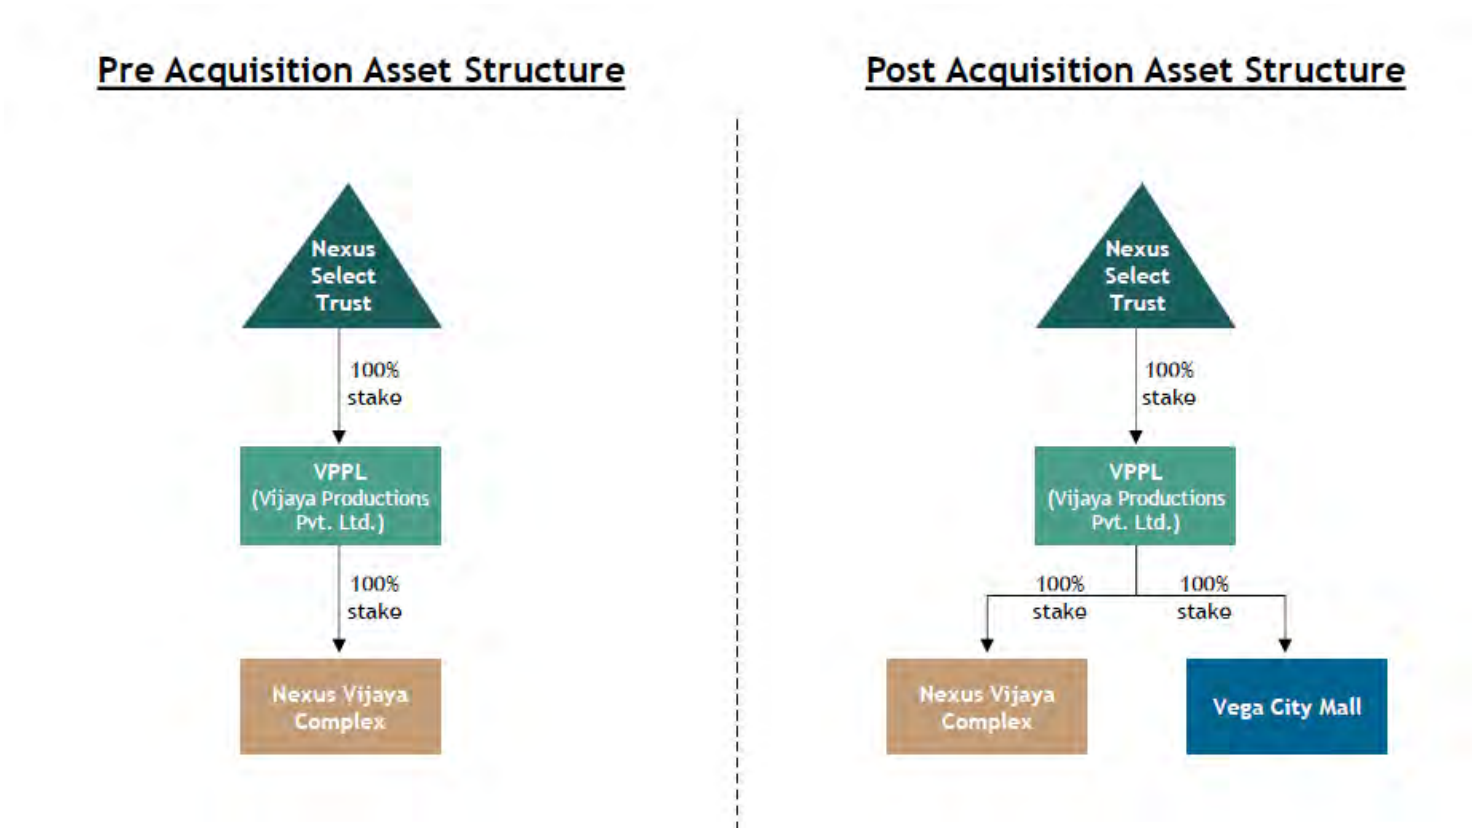 Pre Acquisition Asset Structure
Nexus
Select
Trust
100%
stake
VPPL
(Vijaya Productions
Pvt. Ltd.)
100%
stake
Nexus Vijaya
Complex
Post Acquisition Asset Structure
Nexus
Select
Trust
100%
stake
VPPL
(Vijaya Productions
Pvt. Ltd.)
100%
stake
100%
stake
Nexus Vijaya
Complex
Vega City Mall